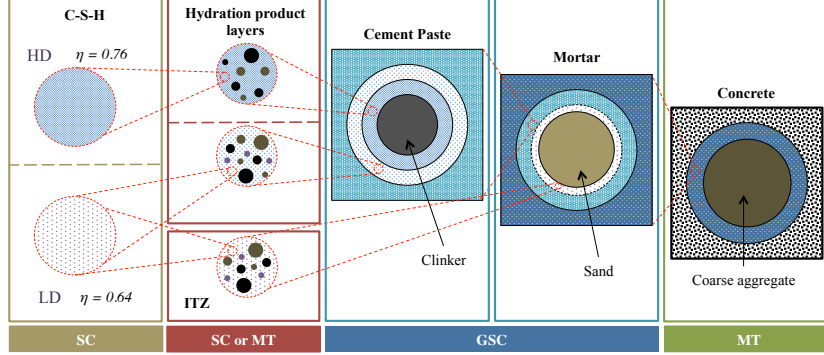 C-S-H
HD η = 0.76
LD η = 0.64
Hydration product
layers
ITZ
Cement Paste
Clinker
Mortar
Sand
Concrete
Coarse aggregate
SC
SC or MT
GSC
MT